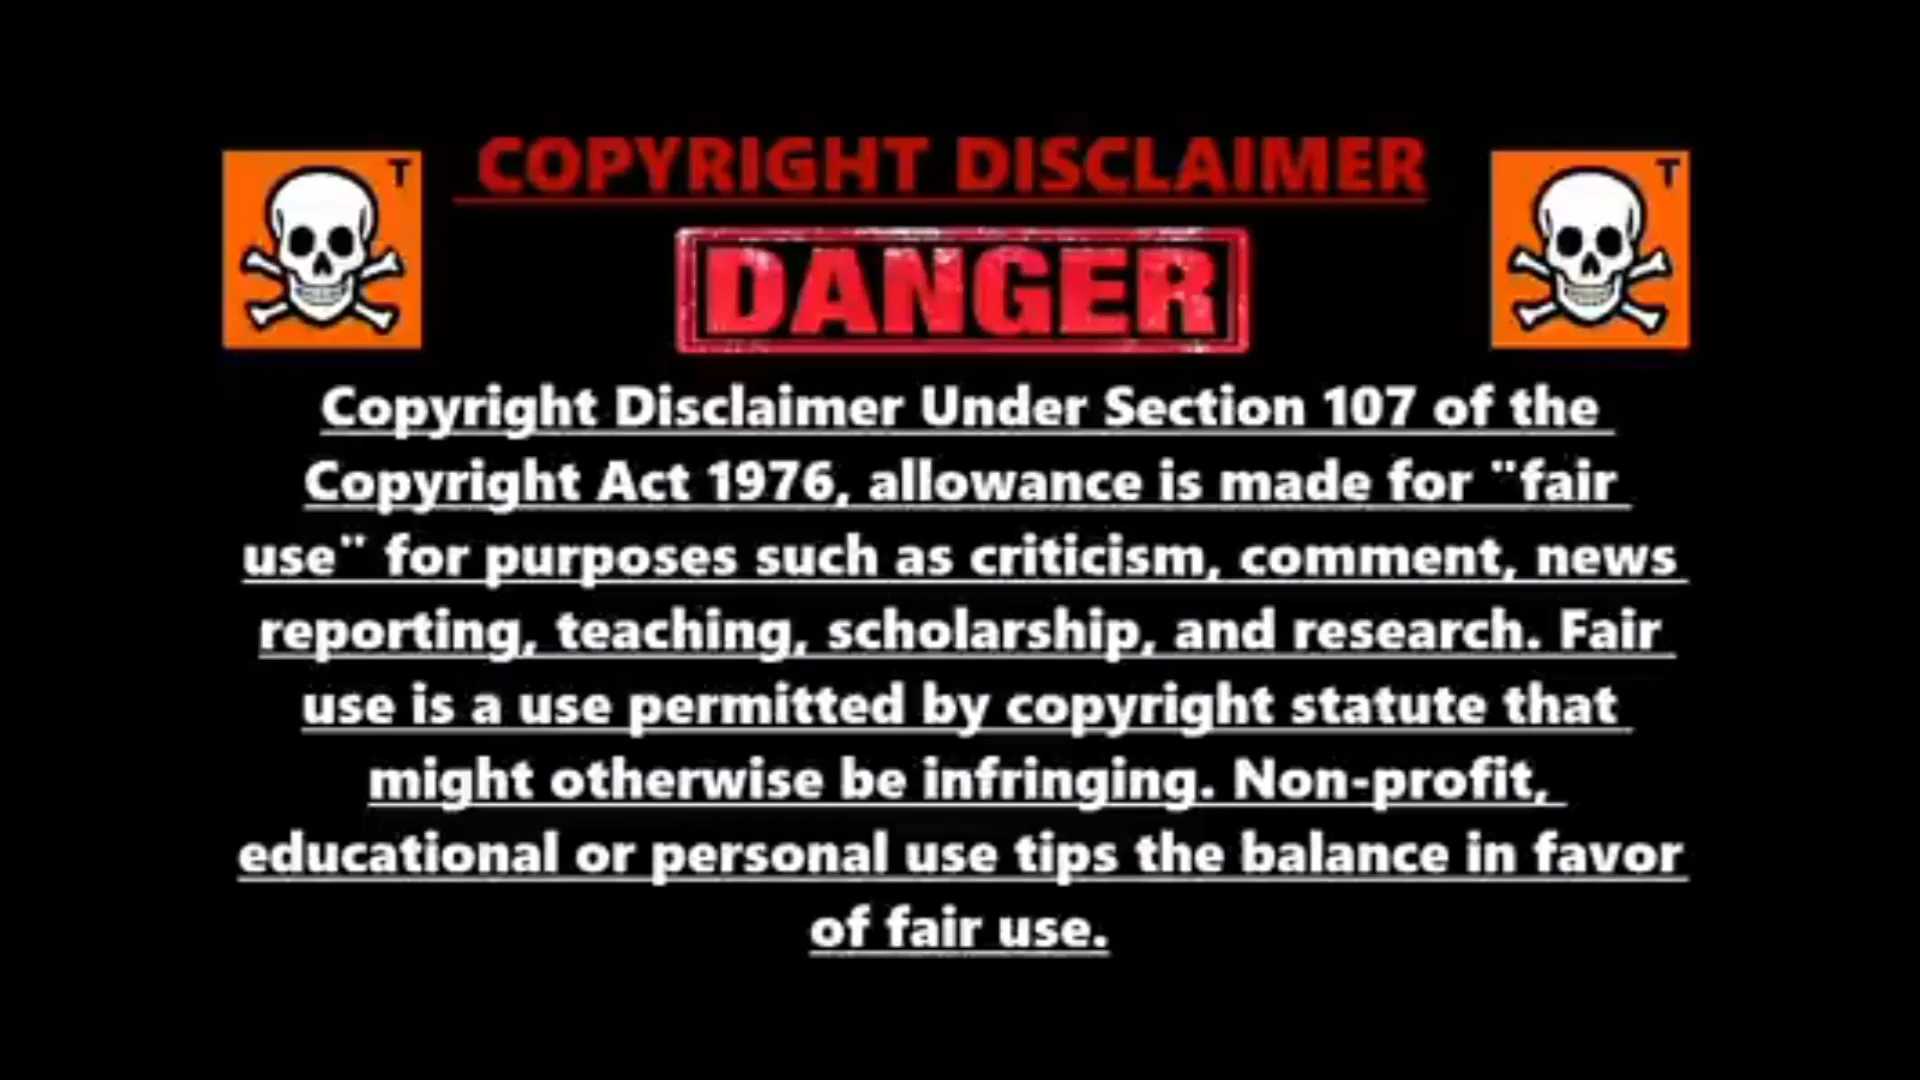 T COPYRIGHT DISCLAIMER T
DANGER
Copyright Disclaimer Under Section 107 of the
Copyright Act 1976, allowance is made for "fair
use" for purposes such as criticism, comment, news
reporting, teaching, scholarship, and research. Fair
use is a use permitted by copyright statute that
might otherwise be infringing. Non-profit,
educational or personal use tips the balance in favor
of fair use.